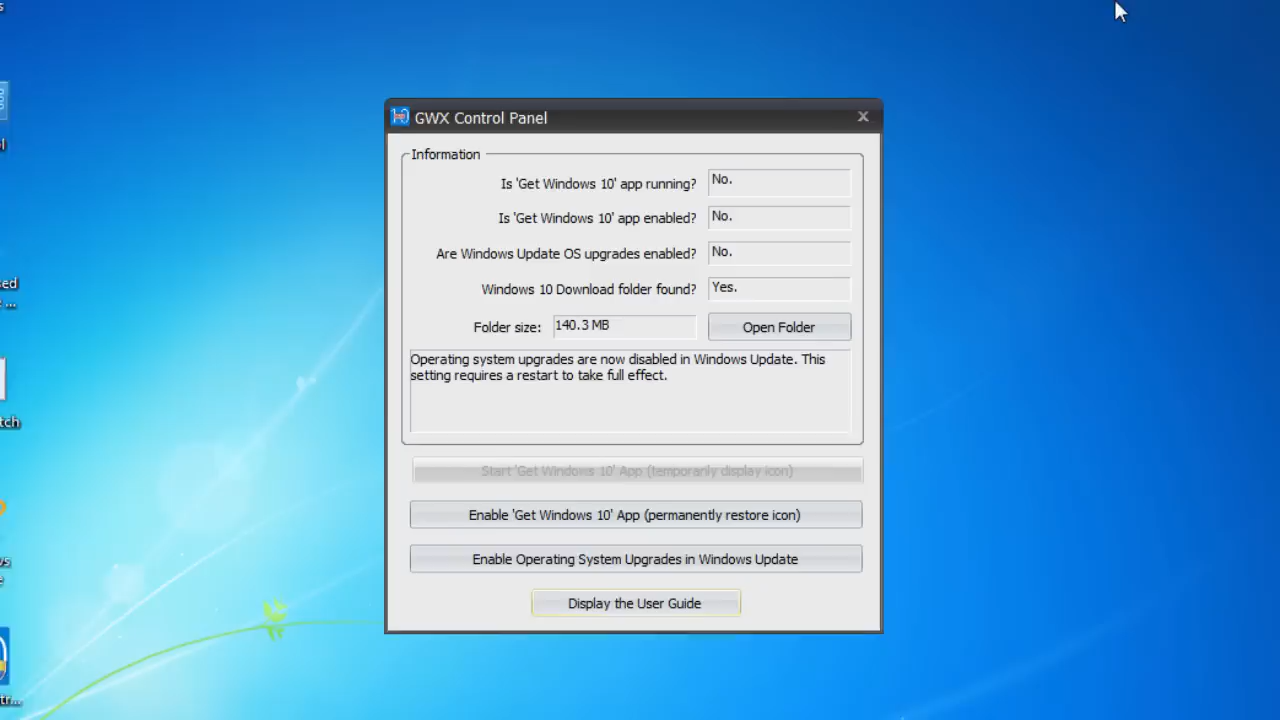 GWX Control Panel
Information
Is 'Get Windows 10' app running? No.
Is 'Get Windows 10' app enabled? No.
Are Windows Update OS upgrades enabled? No.
Windows 10 Download folder found? Yes.
Folder size: 140.3 MB Open Folder
Operating system upgrades are now disabled in Windows Update. This
setting requires a restart to take full effect.
Start 'Get Windows 10' App (temporarily display icon)
Enable 'Get Windows 10' App (permanently restore icon)
Enable Operating System Upgrades in Windows Update
Display the User Guide